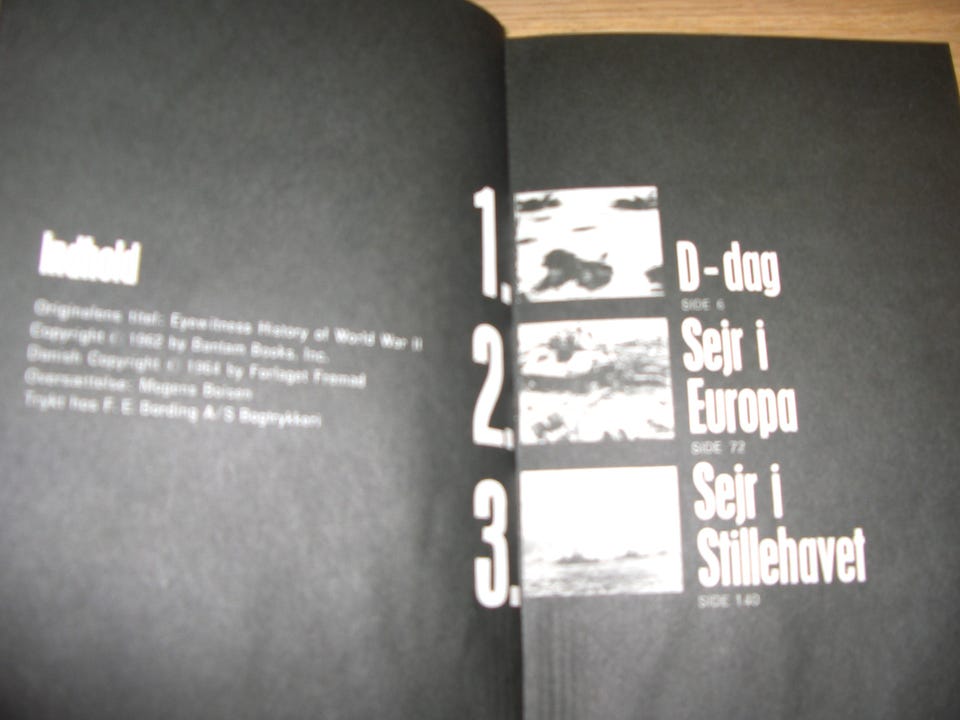 Indhold
Originalens titel: Eyewitness History of World War II
Copyright © 1962 by Bantam Books, Inc.
Danish Copyright © 1964 by Forlaget Fremad
Oversættelse: Mogens Boisen
Trykt hos F. E. Bording A/S Bogtrykkeri
1.
D-dag
SIDE 6
2.
Sejr i
Europa
SIDE 72
3.
Sejr i
Stillehavet
SIDE 140